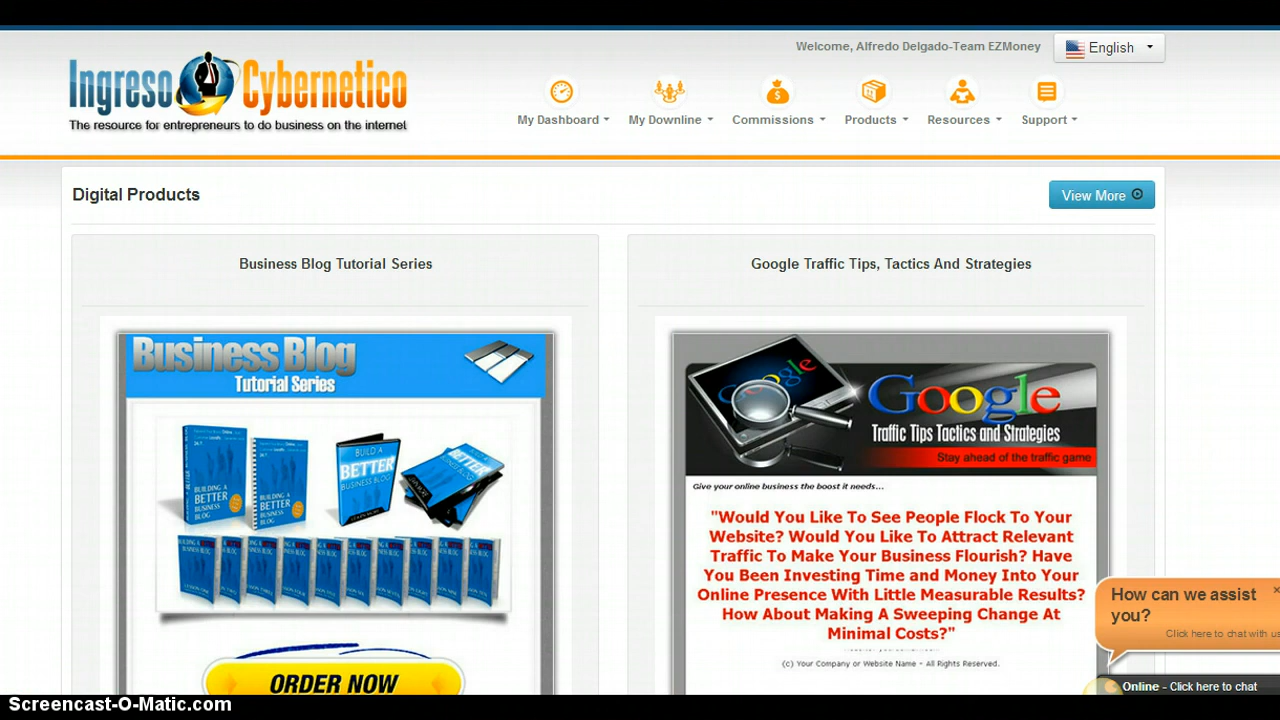 Welcome, Alfredo Delgado-Team EZMoney
English
Ingreso Cybernetico
The resource for entrepreneurs to do business on the internet
My Dashboard
My Downline
Commissions
Products
Resources
Support
Digital Products
View More
Business Blog Tutorial Series
Google Traffic Tips, Tactics And Strategies
Business Blog
Tutorial Series
BUILDING A
BETTER
BUSINESS
BLOG
BUILDING A
BETTER
BUSINESS
BLOG
BUILD A
BETTER
BUSINESS BLOG
ORDER NOW
Google
Google
Traffic Tips Tactics and Strategies
Stay ahead of the traffic game
Give your online business the boost it needs...
"Would You Like To See People Flock To Your
Website? Would You Like To Attract Relevant
Traffic To Make Your Business Flourish? Have
You Been Investing Time and Money Into Your
Online Presence With Little Measurable Results?
How About Making A Sweeping Change At
Minimal Costs?"
(c) Your Company or Website Name - All Rights Reserved.
How can we assist
you?
Click here to chat with us
Online - Click here to chat
Screencast-O-Matic.com